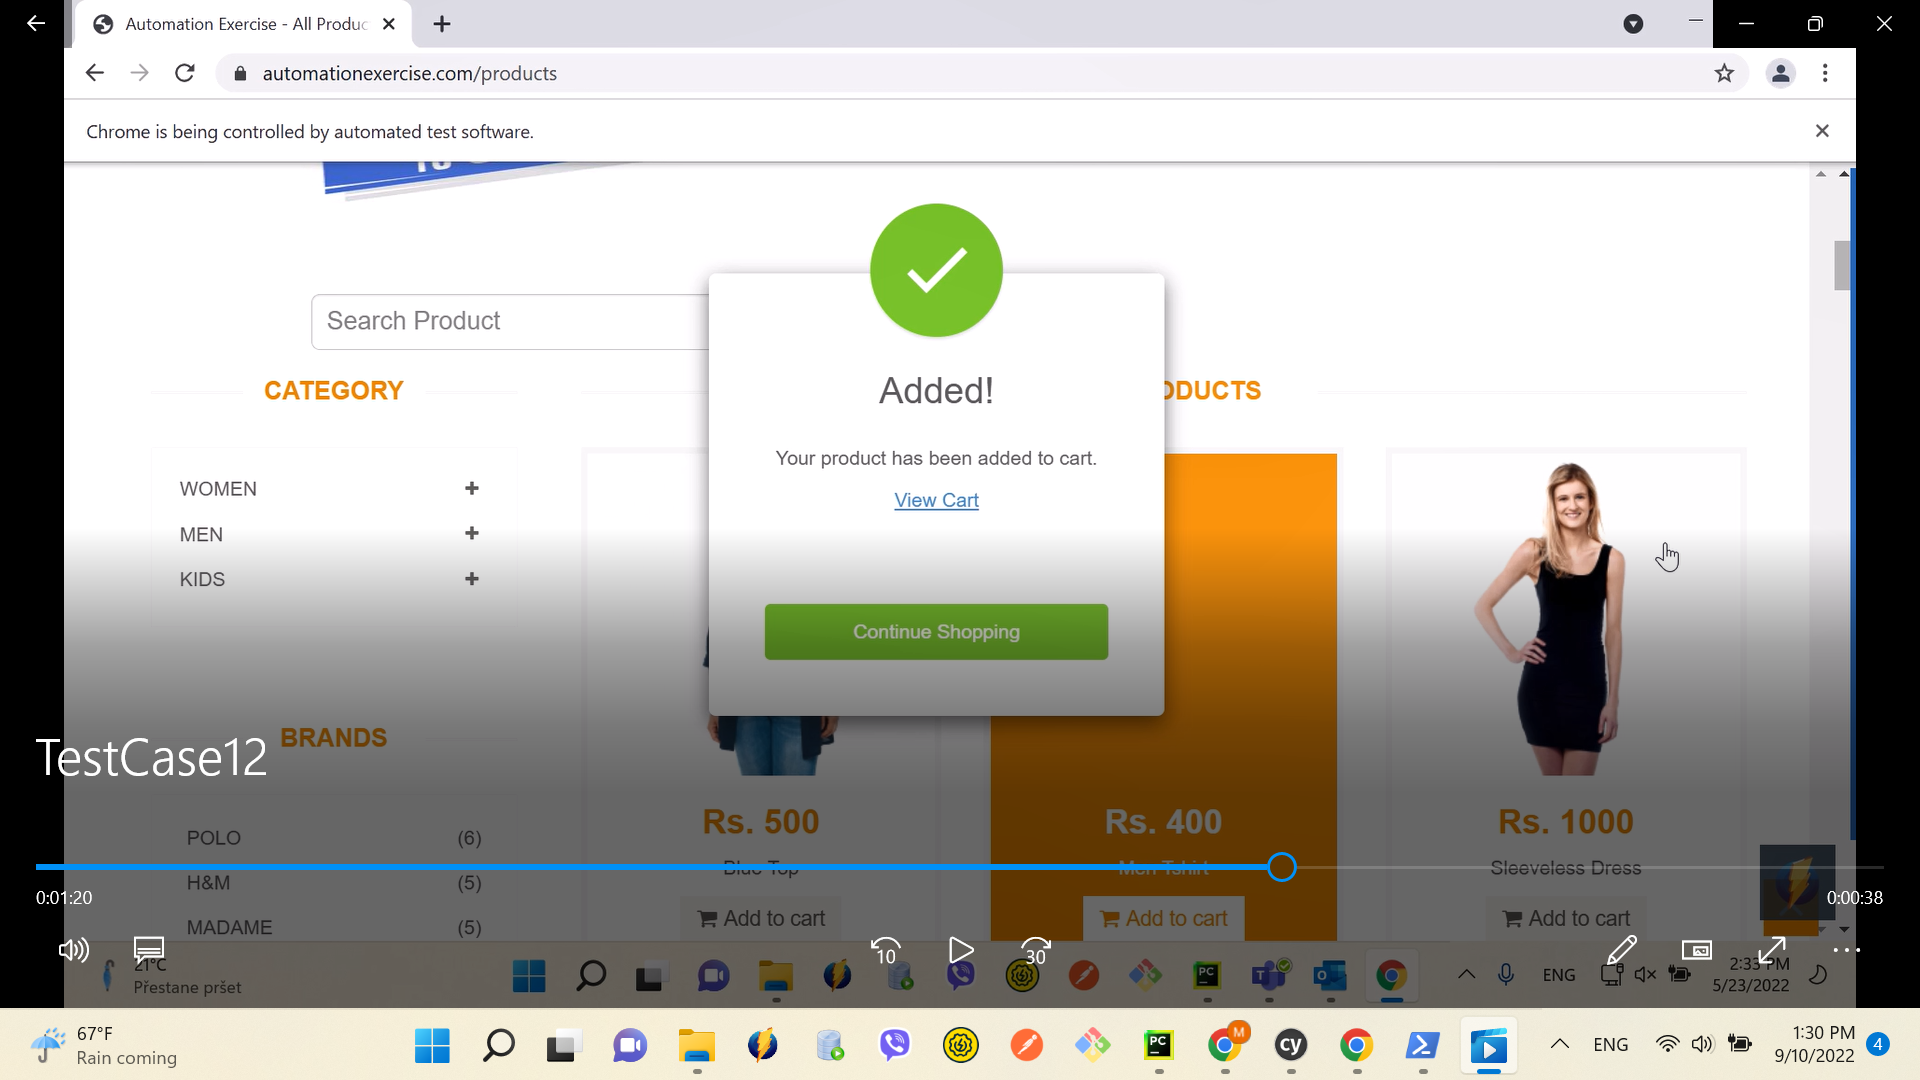 Automation Exercise - All Produc
automationexercise.com/products
Chrome is being controlled by automated test software.
Search Product
Added!
CATEGORY
ODUCTS
Your product has been added to cart.
View Cart
WOMEN
MEN
KIDS
Continue Shopping
BRANDS
TestCase12
Rs. 500
Rs. 400
Rs. 1000
POLO
(6)
Blue Top
Men Tshirt
Sleeveless Dress
H&M
(5)
0:01:20
0:00:38
MADAME
(5)
Add to cart
Add to cart
Add to cart
10
30
21°C
Přestane pršet
PC
ENG
2:33 PM
5/23/2022
67°F
Rain coming
PC
M
cy
ENG
1:30 PM
9/10/2022
4